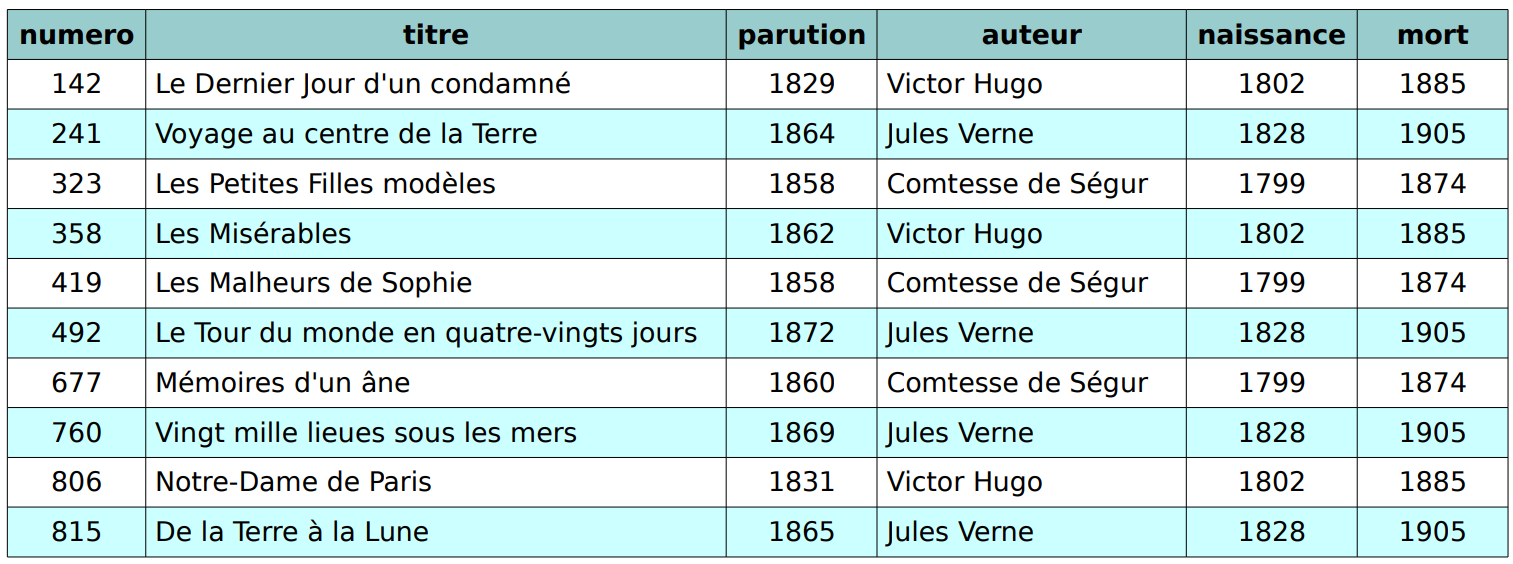 numero titre parution auteur naissance mort
142 Le Dernier Jour d'un condamné 1829 Victor Hugo 1802 1885
241 Voyage au centre de la Terre 1864 Jules Verne 1828 1905
323 Les Petites Filles modèles 1858 Comtesse de Ségur 1799 1874
358 Les Misérables 1862 Victor Hugo 1802 1885
419 Les Malheurs de Sophie 1858 Comtesse de Ségur 1799 1874
492 Le Tour du monde en quatre-vingts jours 1872 Jules Verne 1828 1905
677 Mémoires d'un âne 1860 Comtesse de Ségur 1799 1874
760 Vingt mille lieues sous les mers 1869 Jules Verne 1828 1905
806 Notre-Dame de Paris 1831 Victor Hugo 1802 1885
815 De la Terre à la Lune 1865 Jules Verne 1828 1905